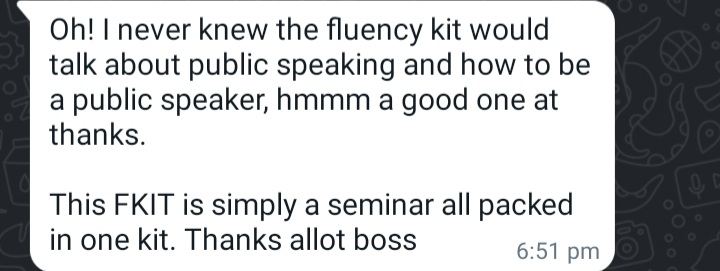 Oh! I never knew the fluency kit would
talk about public speaking and how to be
a public speaker, hmmm a good one at
thanks.
This FKIT is simply a seminar all packed
in one kit. Thanks allot boss
6:51 pm